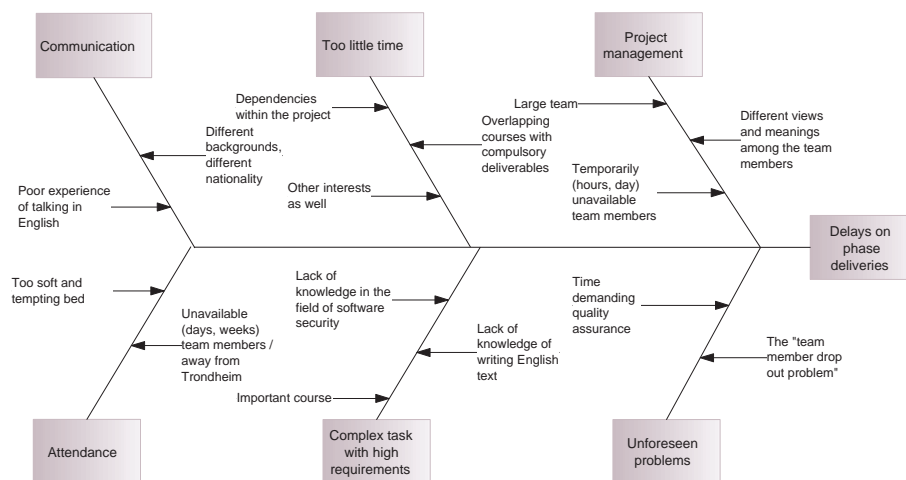 Communication
Too little time
Project
management
Dependencies
within the project
Large team
Different
backgrounds,
different
nationality
Overlapping
courses with
compulsory
deliverables
Different views
and meanings
among the team
members
Poor experience
of talking in
English
Other interests
as well
Temporarily
(hours, day)
unavailable
team members
Delays on
phase
deliveries
Too soft and
tempting bed
Unavailable
(days, weeks)
team members /
away from
Trondheim
Lack of
knowledge in the
field of software
security
Lack of
knowledge of
writing English
text
Important course
Time
demanding
quality
assurance
The "team
member drop
out problem"
Attendance
Complex task
with high
requirements
Unforeseen
problems